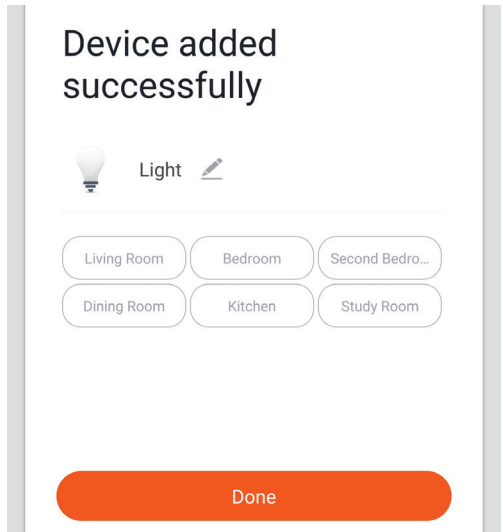 Device added
successfully
Light
Living Room Bedroom Second Bedro...
Dining Room Kitchen Study Room
Done